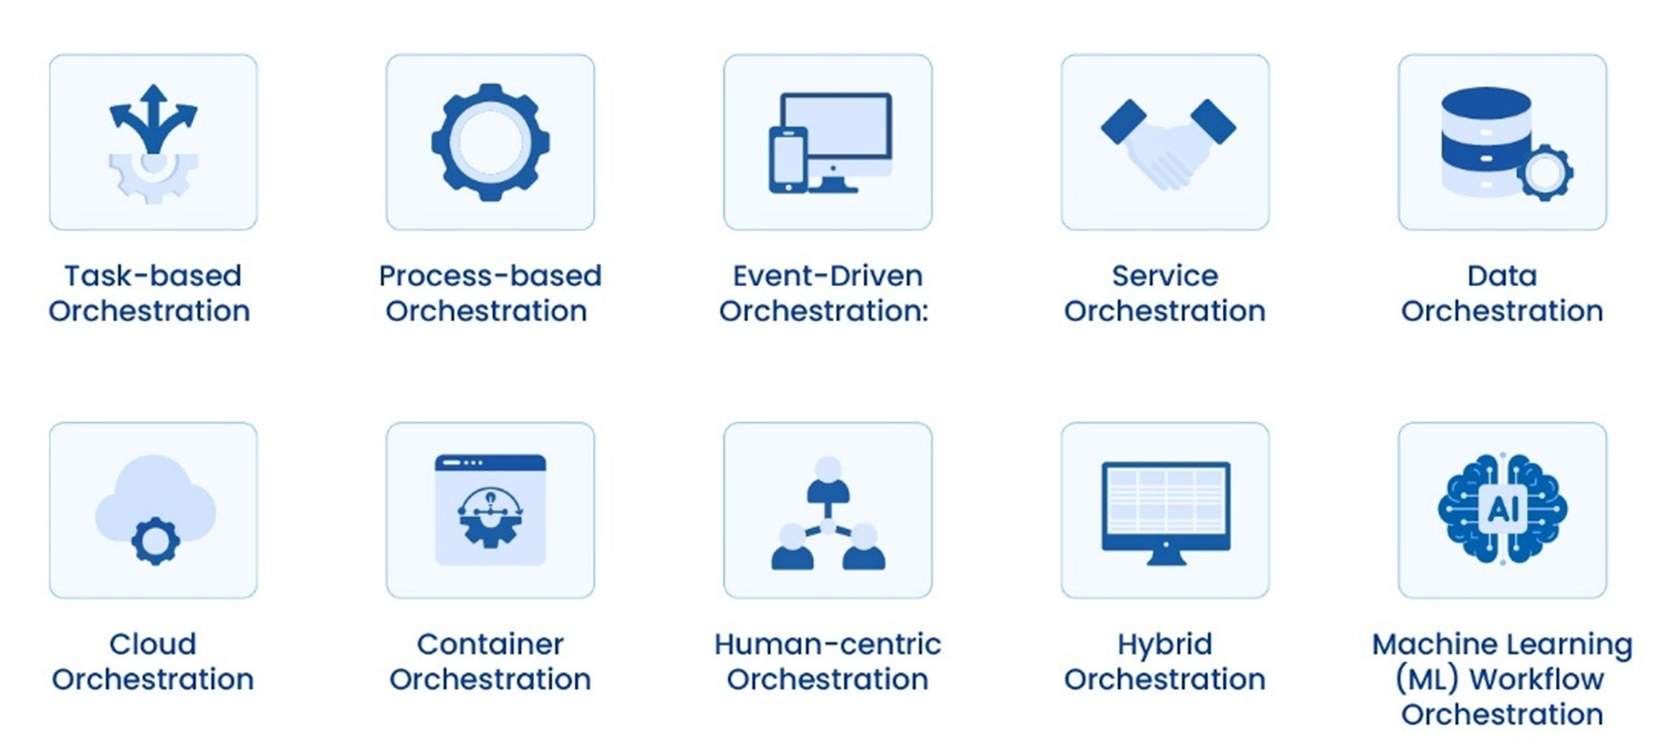 Task-based
Orchestration
Process-based
Orchestration
Event-Driven
Orchestration:
Service
Orchestration
Data
Orchestration
Cloud
Orchestration
Container
Orchestration
Human-centric
Orchestration
Hybrid
Orchestration
AI
Machine Learning
(ML) Workflow
Orchestration